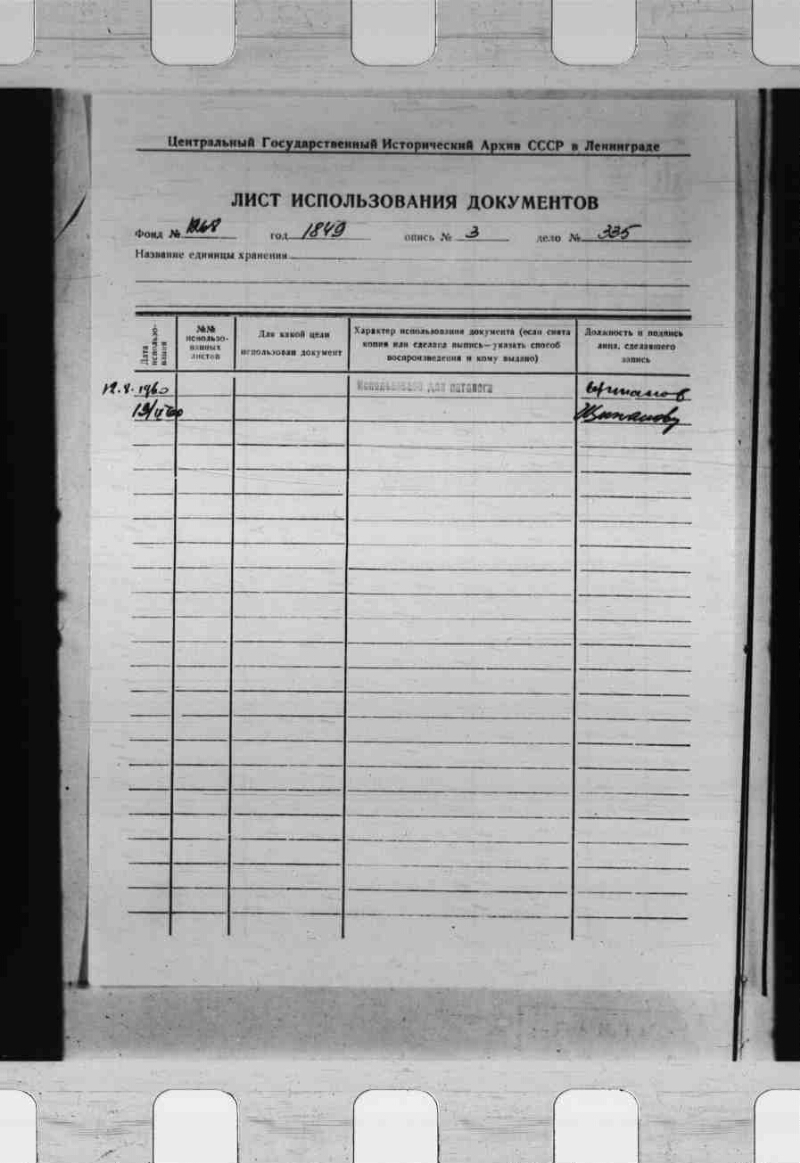 Центральный Государственный Исторический Архив СССР в Ленинграде
ЛИСТ ИСПОЛЬЗОВАНИЯ ДОКУМЕНТОВ
Фонд № 1268 год 1849 опись № 3 дело № 335
Название единицы хранения
Дата использования
№№ использованных листов
Для какой цели использован документ
Характер использования документа (если снята копия или сделана выпись—указать способ воспроизведения и кому выдано)
Должность и подпись лица, сделавшего запись
12.8.1960 Использовано для каталога